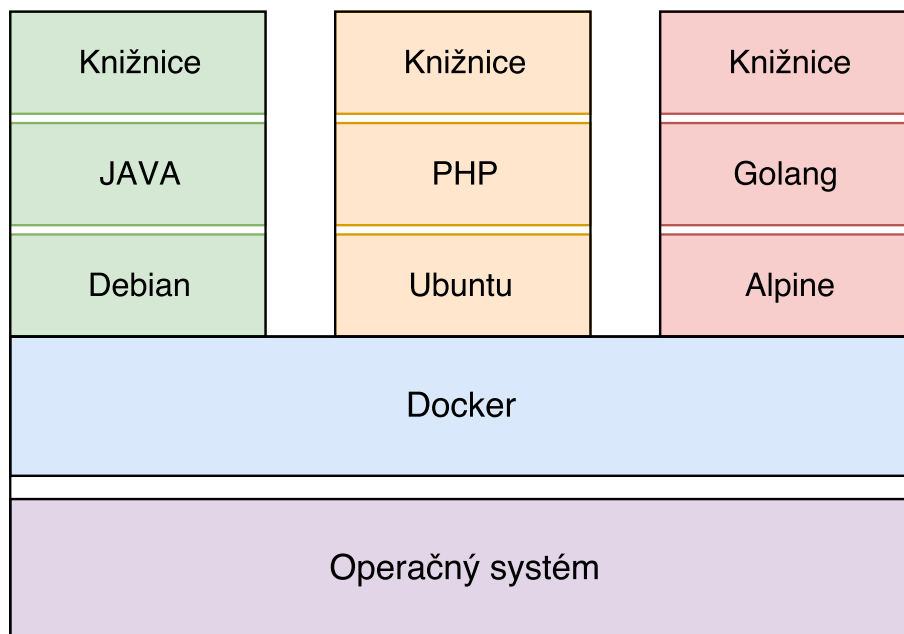 Knižnice
Knižnice
Knižnice
JAVA
PHP
Golang
Debian
Ubuntu
Alpine
Docker
Operačný systém